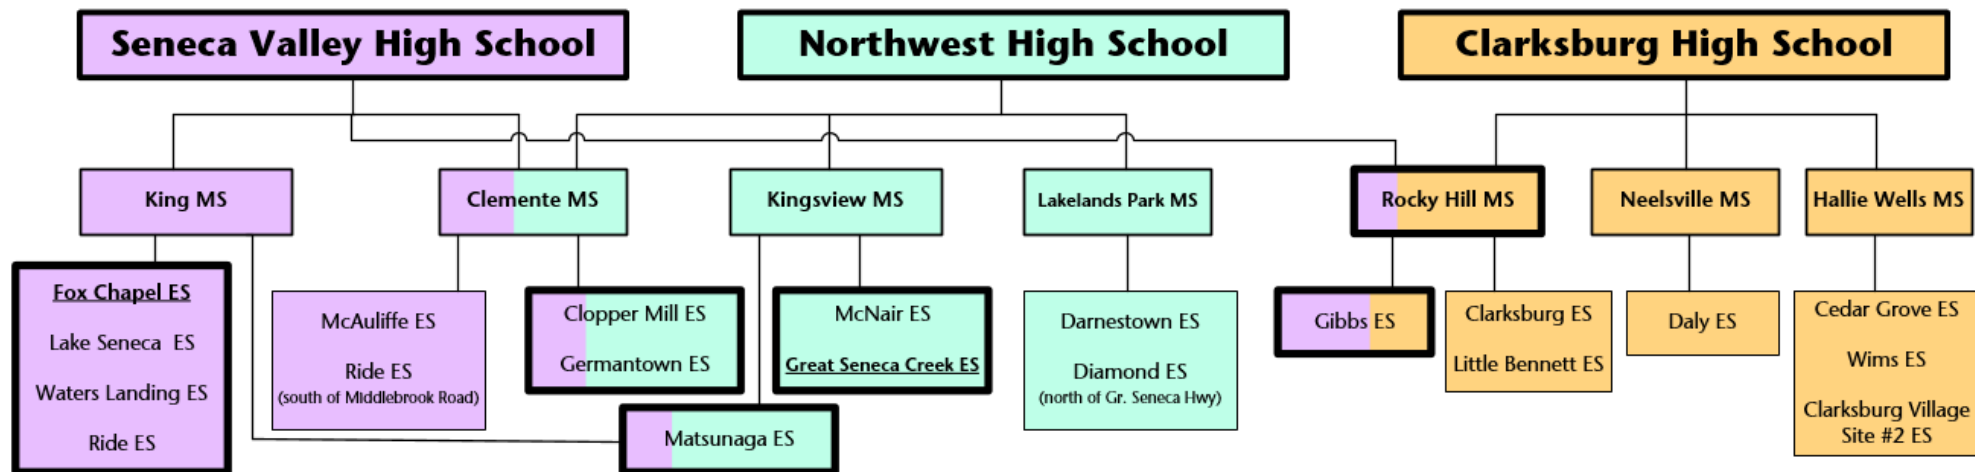 Seneca Valley High School
Northwest High School
Clarksburg High School
King MS
Clemente MS
Kingsview MS
Lakelands Park MS
Rocky Hill MS
Neelsville MS
Hallie Wells MS
Fox Chapel ES
Lake Seneca ES
Waters Landing ES
Ride ES
McAuliffe ES
Ride ES
(south of Middlebrook Road)
Clopper Mill ES
Germantown ES
McNair ES
Great Seneca Creek ES
Matsunaga ES
Darnestown ES
Diamond ES
(north of Gr. Seneca Hwy)
Gibbs ES
Clarksburg ES
Little Bennett ES
Daly ES
Cedar Grove ES
Wims ES
Clarksburg Village
Site #2 ES